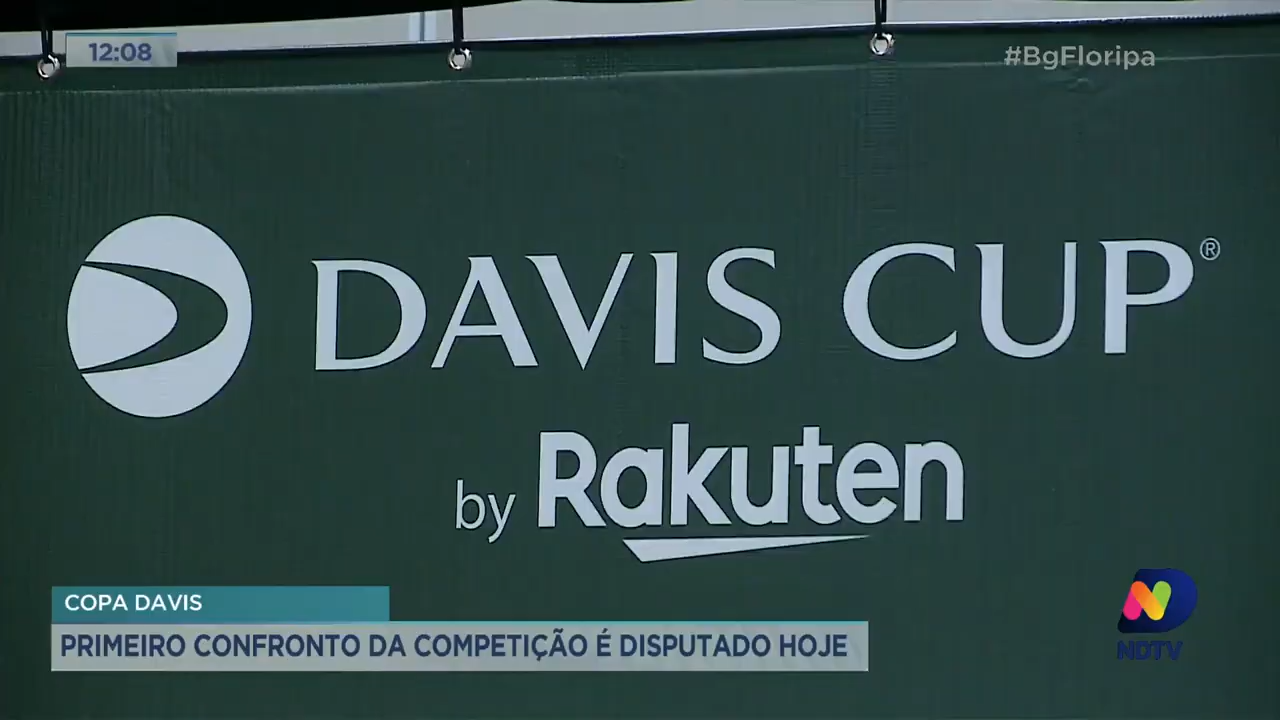 12:08
#BgFloripa
DAVIS CUP®
by Rakuten
COPA DAVIS
PRIMEIRO CONFRONTO DA COMPETIÇÃO É DISPUTADO HOJE
NDTV